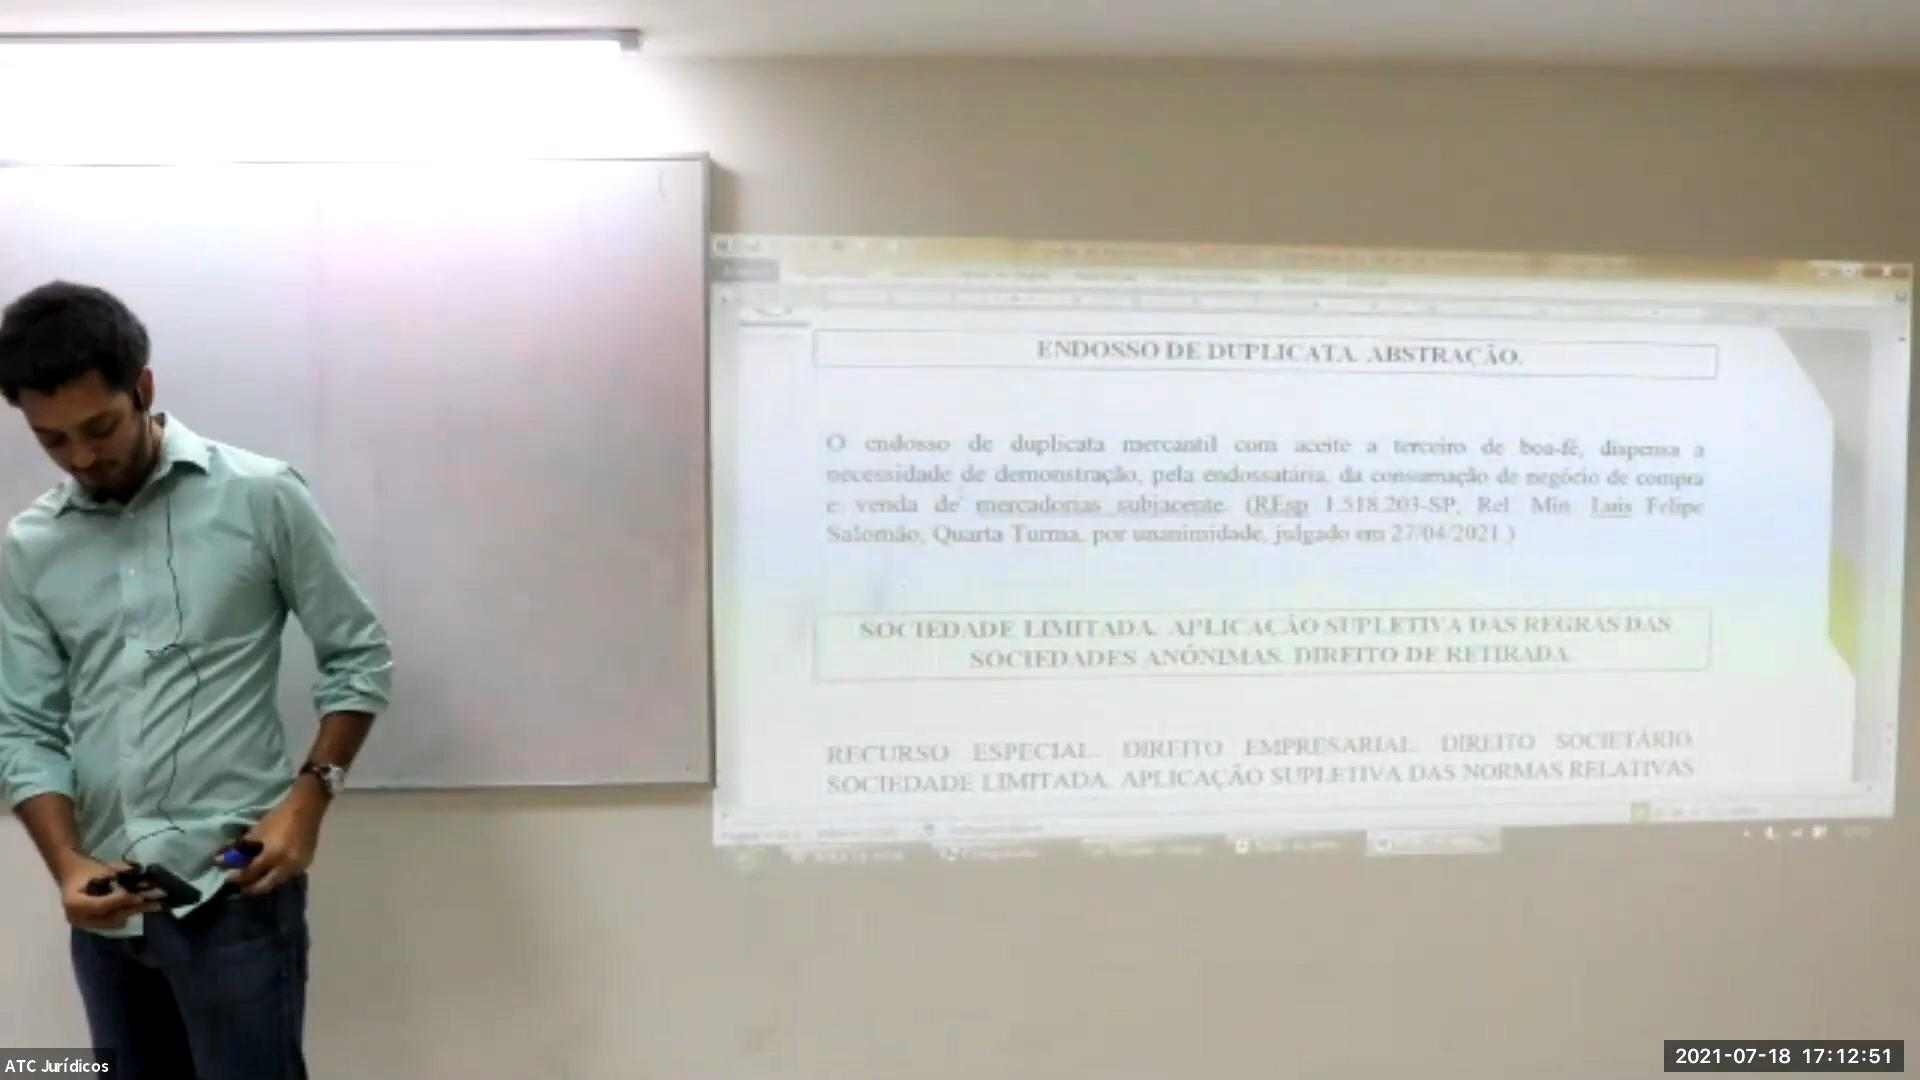 ENDOSSO DE DUPLICATA. ABSTRAÇÃO.
O endosso de duplicata mercantil com aceite a terceiro de boa-fé, dispensa a
necessidade de demonstração, pela endossatária, da consumação de negócio de compra
e venda de mercadorias subjacente. (REsp 1.518.203-SP, Rel. Min. Luis Felipe
Salomão, Quarta Turma, por unanimidade, julgado em 27/04/2021.)
SOCIEDADE LIMITADA. APLICAÇÃO SUPLETIVA DAS REGRAS DAS
SOCIEDADES ANÔNIMAS. DIREITO DE RETIRADA.
RECURSO ESPECIAL. DIREITO EMPRESARIAL. DIREITO SOCIETÁRIO.
SOCIEDADE LIMITADA. APLICAÇÃO SUPLETIVA DAS NORMAS RELATIVAS
ATC Jurídicos
2021-07-18 17:12:51